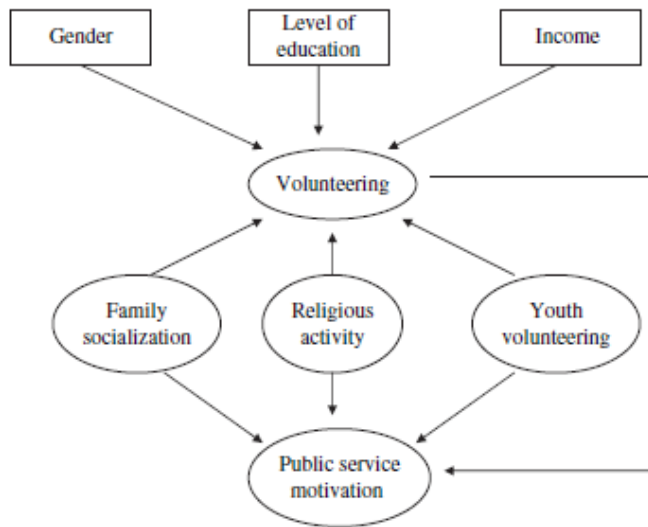 Gender
Level of
education
Income
Volunteering
Family
socialization
Religious
activity
Youth
volunteering
Public service
motivation